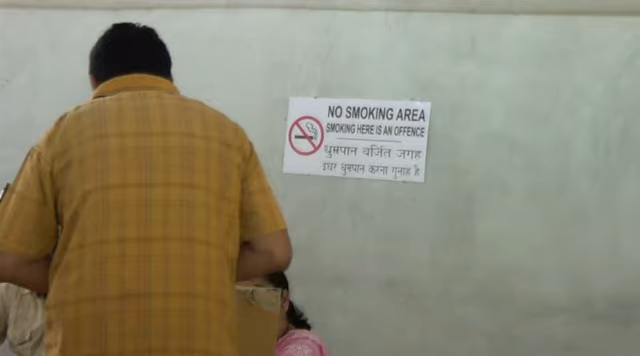 NO SMOKING AREA
SMOKING HERE IS AN OFFENCE
धुम्रपान वर्जित जगह
इधर धुम्रपान करना गुनाह है